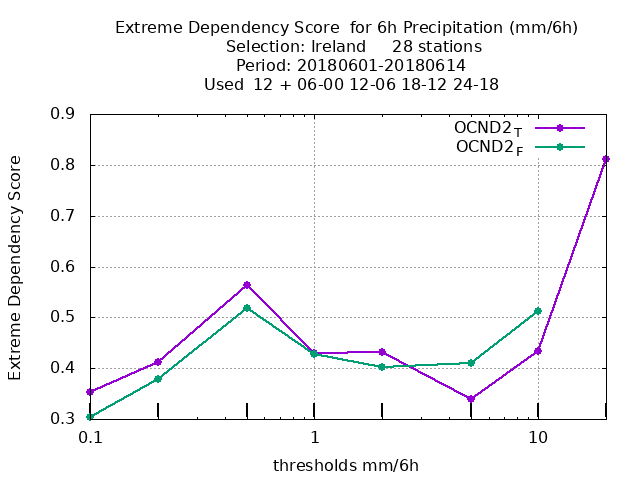 Extreme Dependency Score  for 6h Precipitation (mm/6h)
Selection: Ireland     28 stations
Period: 20180601-20180614
Used  12 + 06-00 12-06 18-12 24-18
OCND2T
OCND2F
Extreme Dependency Score
0.9
0.8
0.7
0.6
0.5
0.4
0.3
0.1
1
10
thresholds mm/6h